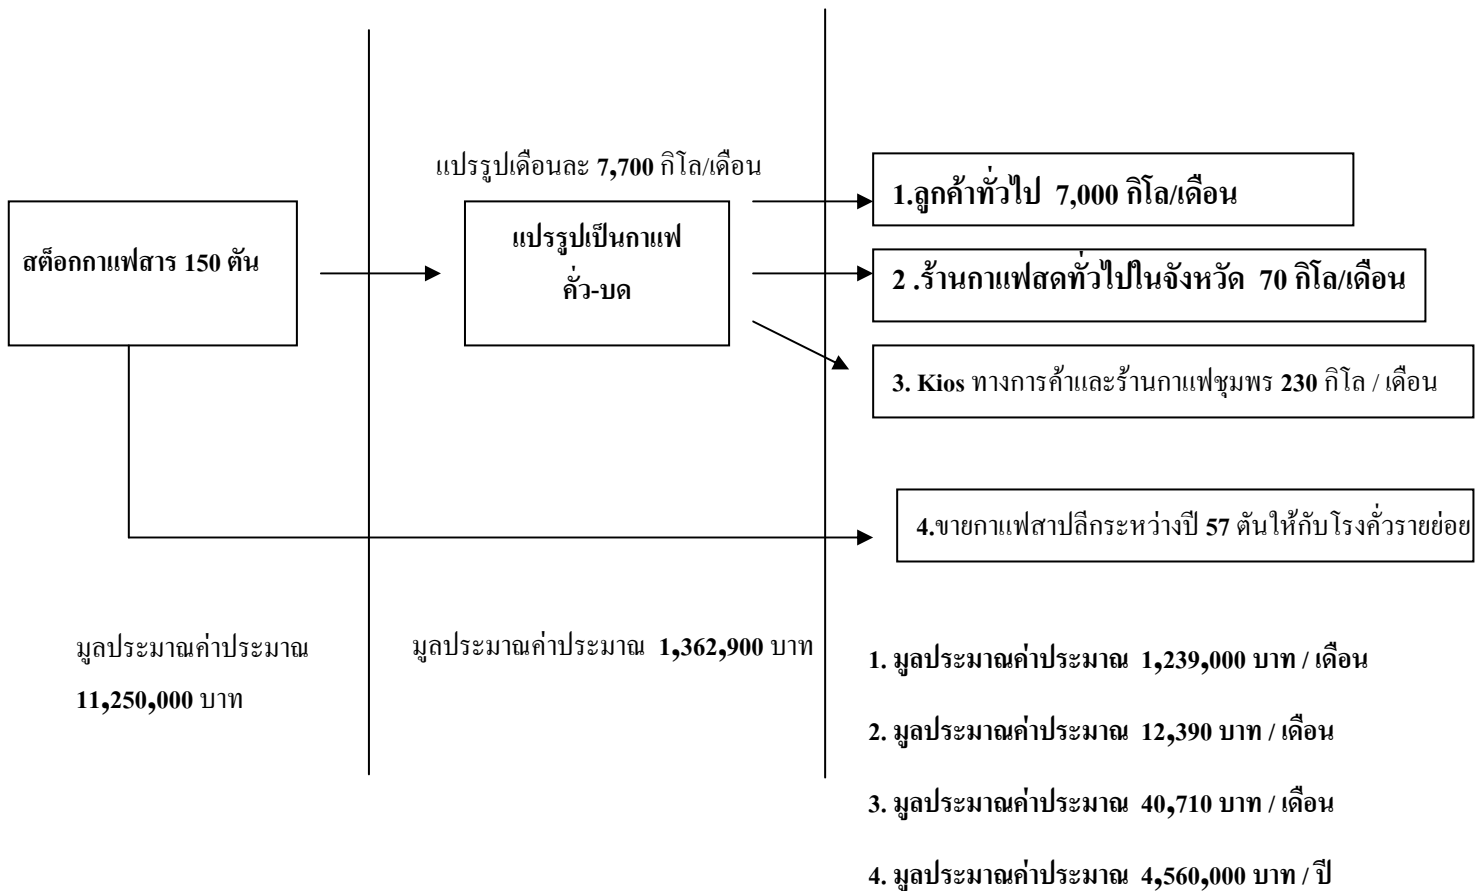 แปรรูปเดือนละ 7,700 กิโล/เดือน
สต็อกกาแฟสาร 150 ตัน
แปรรูปเป็นกาแฟ
คั่ว-บด
1.ลูกค้าทั่วไป 7,000 กิโล/เดือน
2 .ร้านกาแฟสดทั่วไปในจังหวัด 70 กิโล/เดือน
3. Kios ทางการค้าและร้านกาแฟชุมพร 230 กิโล / เดือน
4.ขายกาแฟสาปลีกระหว่างปี 57 ตันให้กับโรงคั่วรายย่อย
มูลประมาณค่าประมาณ
11,250,000 บาท
มูลประมาณค่าประมาณ 1,362,900 บาท
1. มูลประมาณค่าประมาณ 1,239,000 บาท / เดือน
2. มูลประมาณค่าประมาณ 12,390 บาท / เดือน
3. มูลประมาณค่าประมาณ 40,710 บาท / เดือน
4. มูลประมาณค่าประมาณ 4,560,000 บาท / ปี